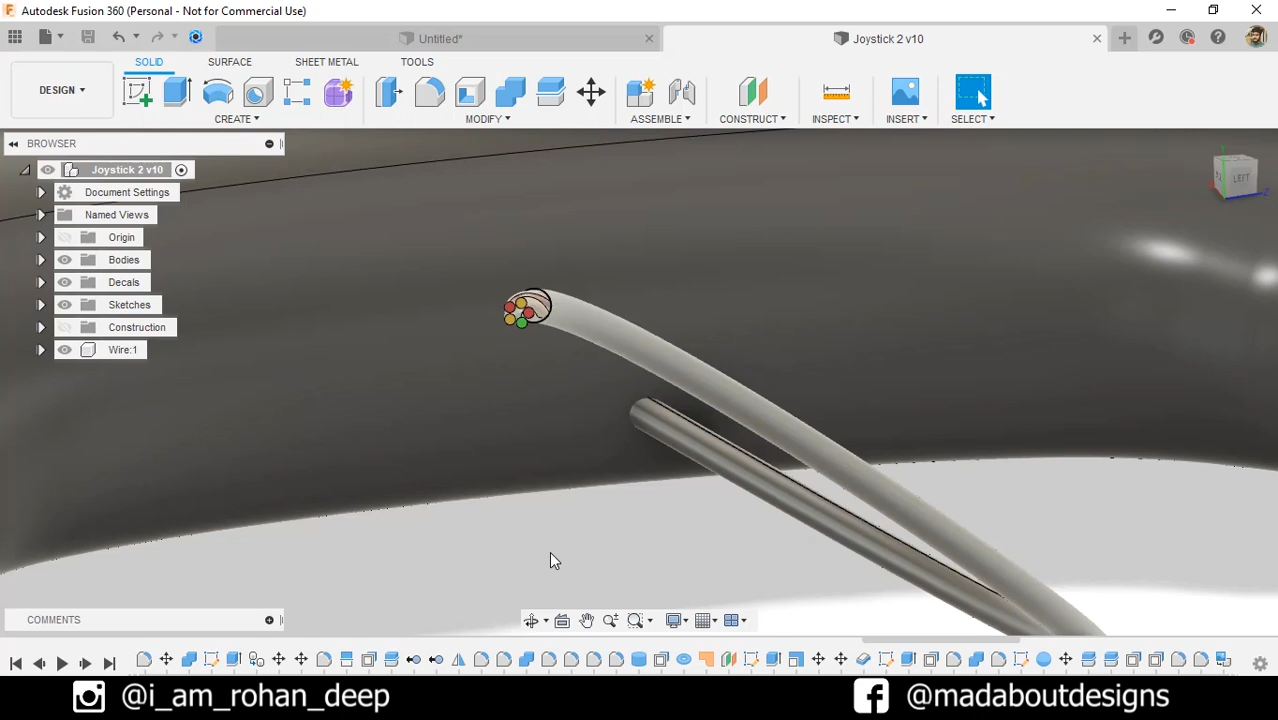 Autodesk Fusion 360 (Personal - Not for Commercial Use)
Untitled*
Joystick 2 v10
SOLID
SURFACE
SHEET METAL
TOOLS
DESIGN
CREATE
MODIFY
ASSEMBLE
CONSTRUCT
INSPECT
INSERT
SELECT
BROWSER
Joystick 2 v10
Document Settings
Named Views
Origin
Bodies
Decals
Sketches
Construction
Wire:1
LEFT
COMMENTS
@i_am_rohan_deep
@madaboutdesigns